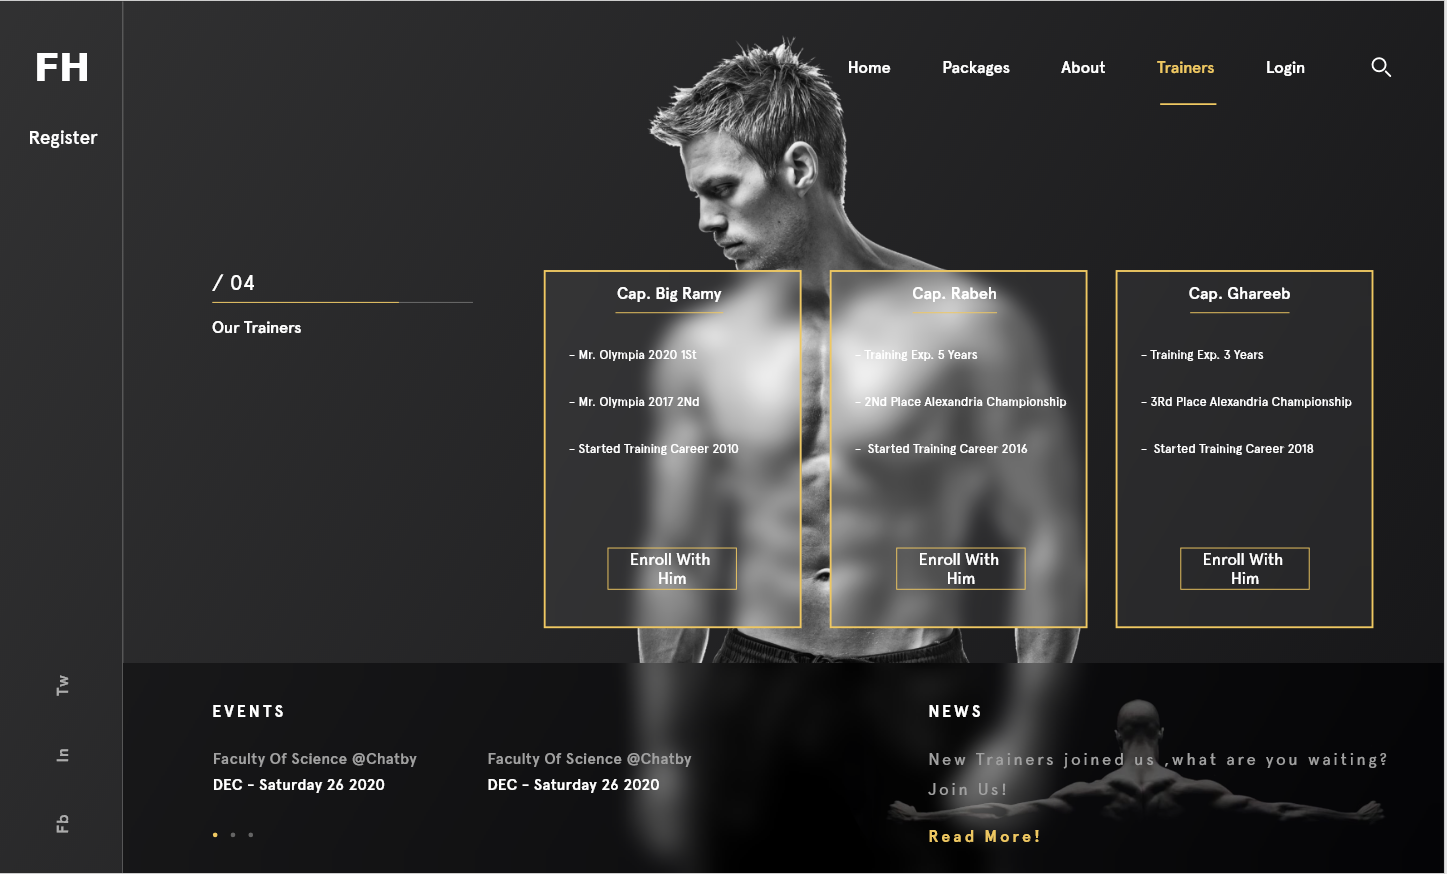 FH
Register
Home
Packages
About
Trainers
Login
/ 04
Our Trainers
Cap. Big Ramy
- Mr. Olympia 2020 1St
- Mr. Olympia 2017 2Nd
- Started Training Career 2010
Enroll With
Him
Cap. Rabeh
- Training Exp. 5 Years
- 2Nd Place Alexandria Championship
- Started Training Career 2016
Enroll With
Him
Cap. Ghareeb
- Training Exp. 3 Years
- 3Rd Place Alexandria Championship
- Started Training Career 2018
Enroll With
Him
Tw
In
Fb
EVENTS
Faculty Of Science @Chatby
DEC - Saturday 26 2020
Faculty Of Science @Chatby
DEC - Saturday 26 2020
NEWS
New Trainers joined us ,what are you waiting?
Join Us!
Read More!